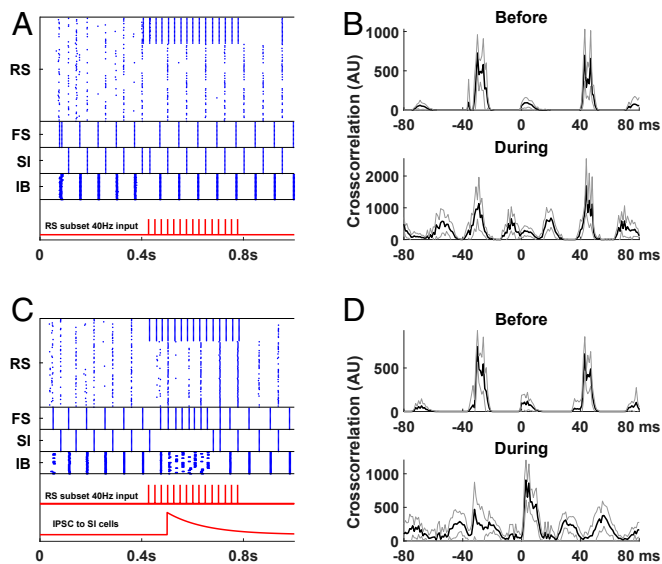 A
RS
FS
SI
IB
RS subset 40Hz input
0 0.4s 0.8s
B
Before
Crosscorrelation (AU)
1000
500
0
-80 -40 0 40 80 ms
During
2000
1000
0
-80 -40 0 40 80 ms
C
RS
FS
SI
IB
RS subset 40Hz input
IPSC to SI cells
0 0.4s 0.8s
D
Before
Crosscorrelation (AU)
500
0
-80 -40 0 40 80 ms
During
1000
500
0
-80 -40 0 40 80 ms